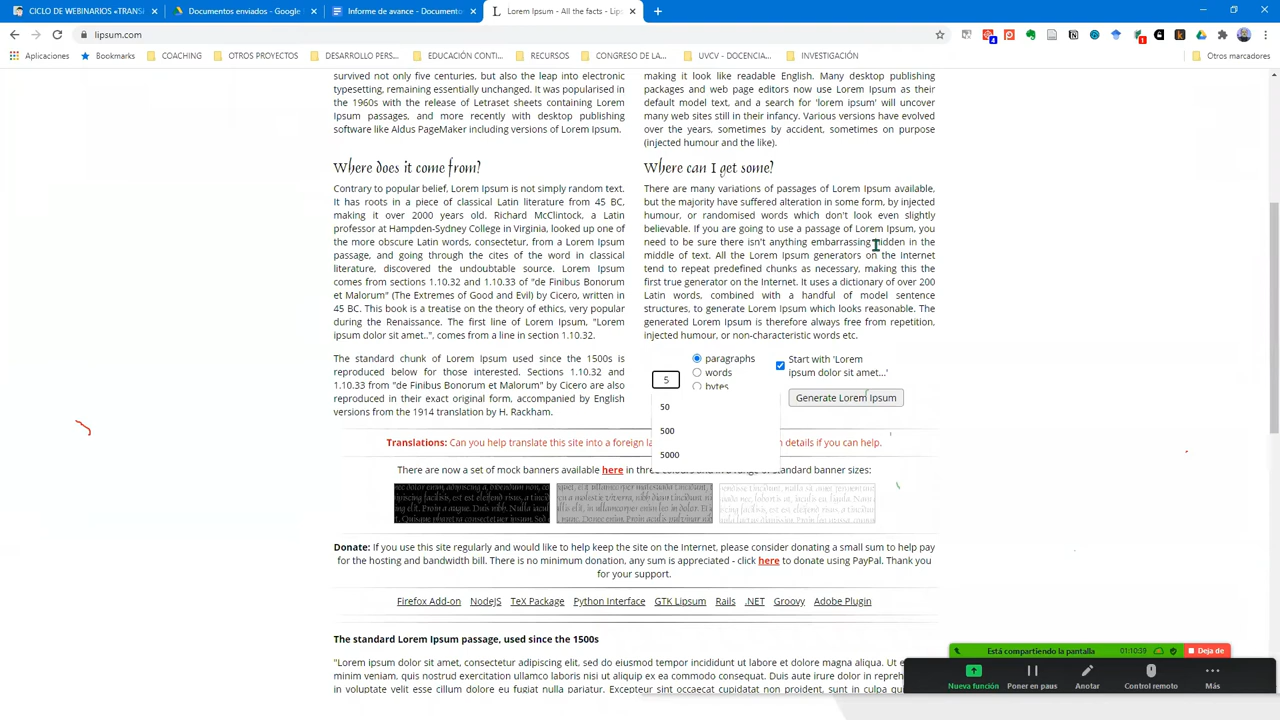 CICLO DE WEBINARIOS «TRANS
Documentos enviados - Google
Informe de avance - Documento
Lorem Ipsum - All the facts - Lips
lipsum.com
4
1
Aplicaciones
Bookmarks
COACHING
OTROS PROYECTOS
DESARROLLO PERS...
EDUCACIÓN CONTI...
RECURSOS
CONGRESO DE LA...
UVCV - DOCENCIA...
INVESTIGACIÓN
Otros marcadores
survived not only five centuries, but also the leap into electronic
typesetting, remaining essentially unchanged. It was popularised in
the 1960s with the release of Letraset sheets containing Lorem
Ipsum passages, and more recently with desktop publishing
software like Aldus PageMaker including versions of Lorem Ipsum.
Where does it come from?
Contrary to popular belief, Lorem Ipsum is not simply random text.
It has roots in a piece of classical Latin literature from 45 BC,
making it over 2000 years old. Richard McClintock, a Latin
professor at Hampden-Sydney College in Virginia, looked up one of
the more obscure Latin words, consectetur, from a Lorem Ipsum
passage, and going through the cites of the word in classical
literature, discovered the undoubtable source. Lorem Ipsum
comes from sections 1.10.32 and 1.10.33 of "de Finibus Bonorum
et Malorum" (The Extremes of Good and Evil) by Cicero, written in
45 BC. This book is a treatise on the theory of ethics, very popular
during the Renaissance. The first line of Lorem Ipsum, "Lorem
ipsum dolor sit amet..", comes from a line in section 1.10.32.
The standard chunk of Lorem Ipsum used since the 1500s is
reproduced below for those interested. Sections 1.10.32 and
1.10.33 from "de Finibus Bonorum et Malorum" by Cicero are also
reproduced in their exact original form, accompanied by English
versions from the 1914 translation by H. Rackham.
making it look like readable English. Many desktop publishing
packages and web page editors now use Lorem Ipsum as their
default model text, and a search for 'lorem ipsum' will uncover
many web sites still in their infancy. Various versions have evolved
over the years, sometimes by accident, sometimes on purpose
(injected humour and the like).
Where can I get some?
There are many variations of passages of Lorem Ipsum available,
but the majority have suffered alteration in some form, by injected
humour, or randomised words which don't look even slightly
believable. If you are going to use a passage of Lorem Ipsum, you
need to be sure there isn't anything embarrassing hidden in the
middle of text. All the Lorem Ipsum generators on the Internet
tend to repeat predefined chunks as necessary, making this the
first true generator on the Internet. It uses a dictionary of over 200
Latin words, combined with a handful of model sentence
structures, to generate Lorem Ipsum which looks reasonable. The
generated Lorem Ipsum is therefore always free from repetition,
injected humour, or non-characteristic words etc.
5
paragraphs
words
bytes
Start with 'Lorem
ipsum dolor sit amet...'
Generate Lorem Ipsum
50
500
5000
Translations: Can you help translate this site into a foreign la details if you can help.
There are now a set of mock banners available here in three colours and in a range of standard banner sizes:
Donate: If you use this site regularly and would like to help keep the site on the Internet, please consider donating a small sum to help pay
for the hosting and bandwidth bill. There is no minimum donation, any sum is appreciated - click here to donate using PayPal. Thank you
for your support.
Firefox Add-on NodeJS TeX Package Python Interface GTK Lipsum Rails .NET Groovy Adobe Plugin
The standard Lorem Ipsum passage, used since the 1500s
"Lorem ipsum dolor sit amet, consectetur adipiscing elit, sed do eiusmod tempor incididunt ut labore et dolore magna aliqua.
minim veniam, quis nostrud exercitation ullamco laboris nisi ut aliquip ex ea commodo consequat. Duis aute irure dolor in
in voluptate velit esse cillum dolore eu fugiat nulla pariatur. Excepteur sint occaecat cupidatat non proident, sunt in culpa
Está compartiendo la pantalla
01:10:39
Deja de
Nueva función
Poner en paus
Anotar
Control remoto
Más